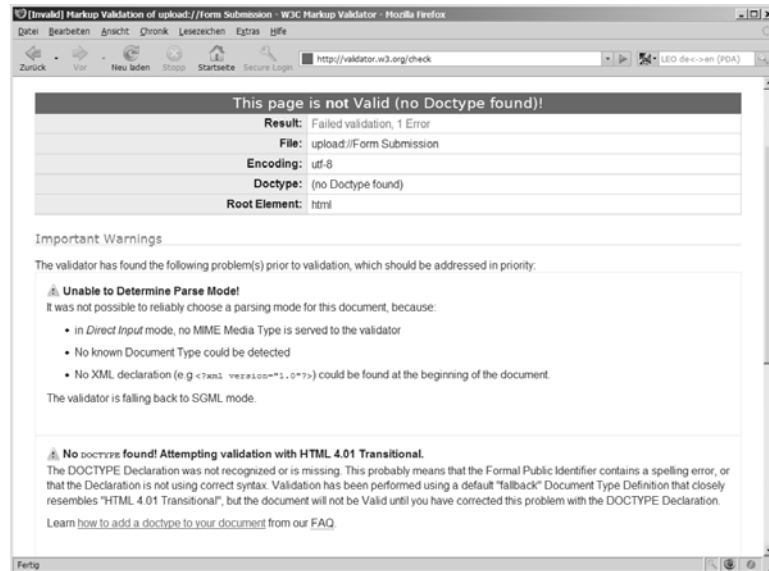 [Invalid] Markup Validation of upload://Form Submission - W3C Markup Validator - Mozilla Firefox
Datei Bearbeiten Ansicht Chronik Lesezeichen Extras Hilfe
Zurück Vor Neu laden Stopp Startseite Secure Login http://validator.w3.org/check LEO de<->en (PDA)
This page is not Valid (no Doctype found)!
Result: Failed validation, 1 Error
File: upload://Form Submission
Encoding: utf-8
Doctype: (no Doctype found)
Root Element: html
Important Warnings
The validator has found the following problem(s) prior to validation, which should be addressed in priority:
Unable to Determine Parse Mode!
It was not possible to reliably choose a parsing mode for this document, because:
• in Direct Input mode, no MIME Media Type is served to the validator
• No known Document Type could be detected
• No XML declaration (e.g <?xml version="1.0"?>) could be found at the beginning of the document.
The validator is falling back to SGML mode.
No DOCTYPE found! Attempting validation with HTML 4.01 Transitional.
The DOCTYPE Declaration was not recognized or is missing. This probably means that the Formal Public Identifier contains a spelling error, or
that the Declaration is not using correct syntax. Validation has been performed using a default "fallback" Document Type Definition that closely
resembles "HTML 4.01 Transitional", but the document will not be Valid until you have corrected this problem with the DOCTYPE Declaration.
Learn how to add a doctype to your document from our FAQ.
Fertig